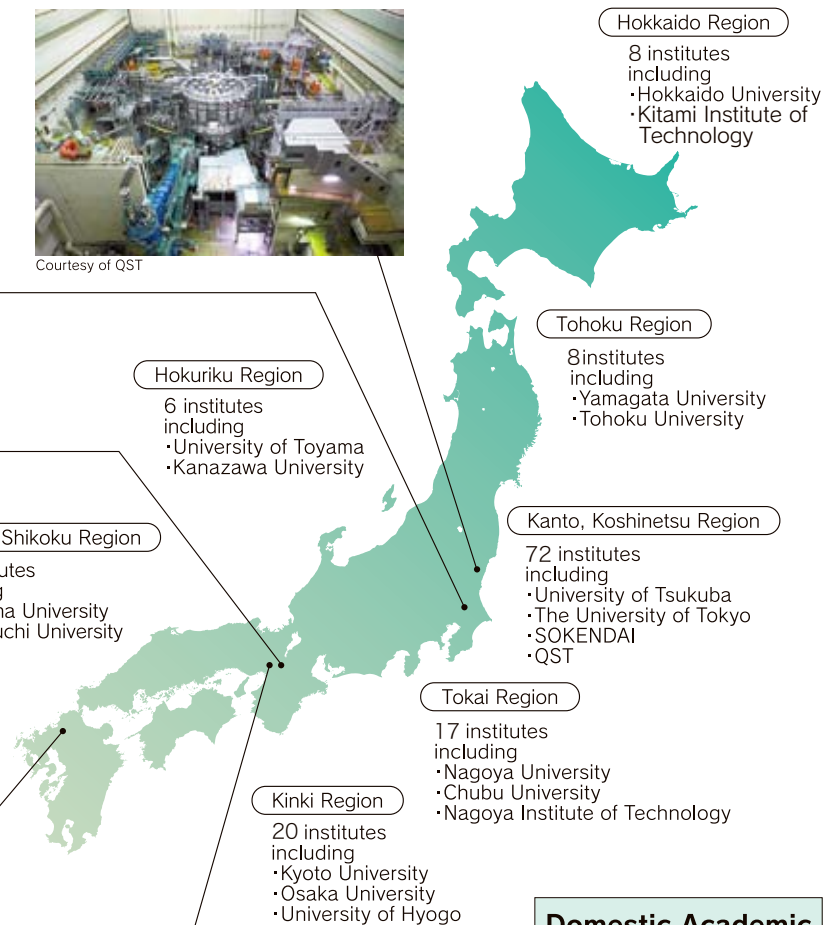 Hokkaido Region
8 institutes
including
・Hokkaido University
・Kitami Institute of
Technology
Courtesy of QST
Tohoku Region
8institutes
including
・Yamagata University
・Tohoku University
Hokuriku Region
6 institutes
including
・University of Toyama
・Kanazawa University
Shikoku Region
University
University
Kanto, Koshinetsu Region
72 institutes
including
・University of Tsukuba
・The University of Tokyo
・SOKENDAI
・QST
Tokai Region
17 institutes
including
・Nagoya University
・Chubu University
・Nagoya Institute of Technology
Kinki Region
20 institutes
including
・Kyoto University
・Osaka University
・University of Hyogo
Domestic Academic